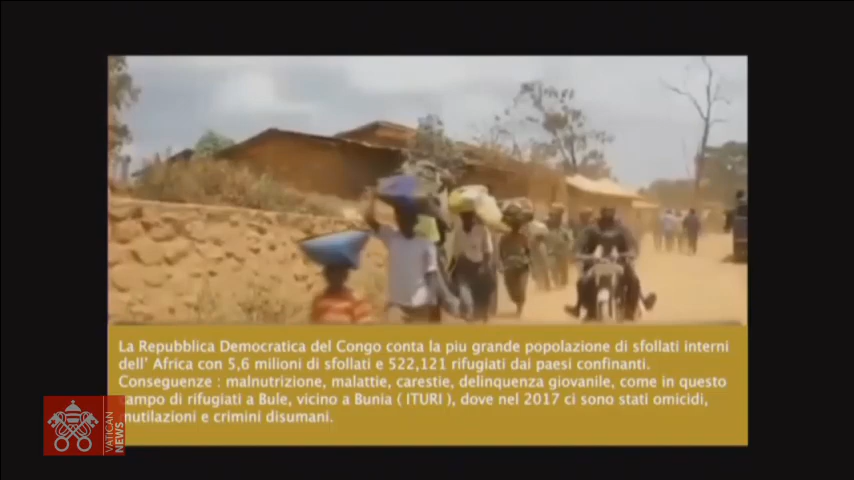 La Repubblica Democratica del Congo conta la piu grande popolazione di sfollati interni
dell' Africa con 5,6 milioni di sfollati e 522,121 rifugiati dai paesi confinanti.
Conseguenze : malnutrizione, malattie, carestie, delinquenza giovanile, come in questo
campo di rifugiati a Bule, vicino a Bunia ( ITURI ), dove nel 2017 ci sono stati omicidi,
mutilazioni e crimini disumani.
VATICAN
NEWS